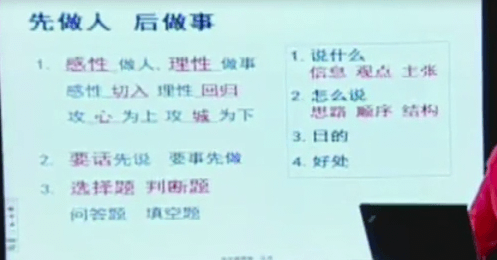 先做人 后做事
1. 感性 做人、理性 做事
感性 切入 理性 回归
攻 心 为上 攻 城 为下
2. 要话先说 要事先做
3. 选择题 判断题
问答题 填空题
1. 说什么
信息 观点 主张
2. 怎么说
思路 顺序 结构
3. 目的
4. 好处